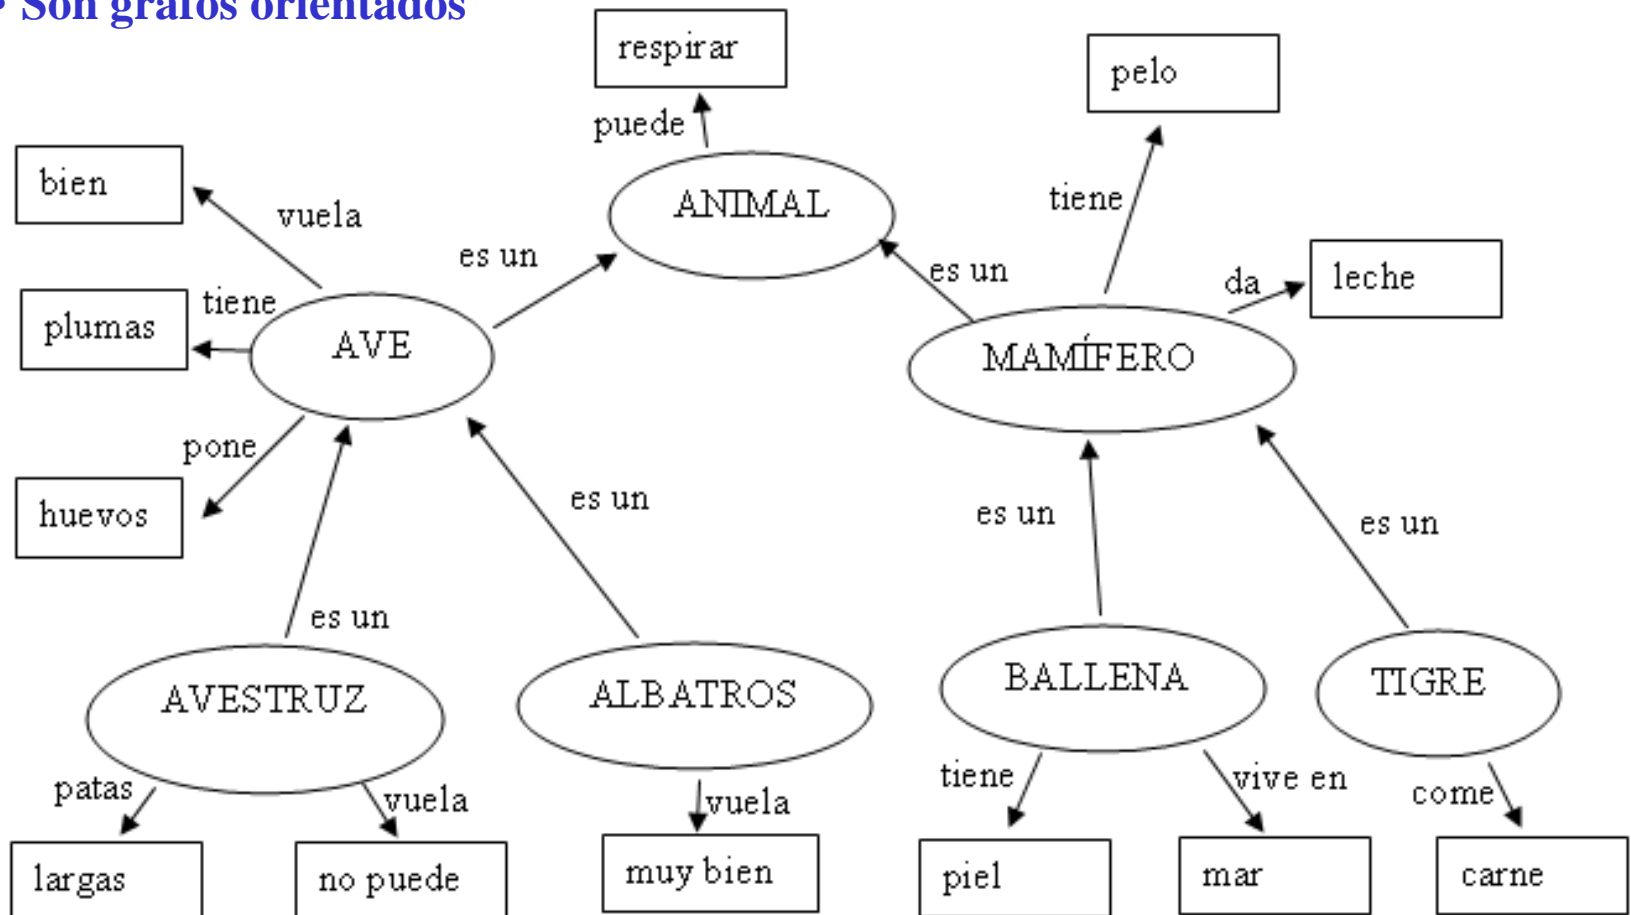 • Son grafos orientados
respirar
pelo
puede
bien
vuela
ANIMAL
tiene
es un
es un
da
leche
tiene
plumas
AVE
MAMÍFERO
pone
huevos
es un
es un
es un
es un
AVESTRUZ
ALBATROS
BALLENA
TIGRE
patas
vuela
vuela
tiene
vive en
come
largas
no puede
muy bien
piel
mar
carne